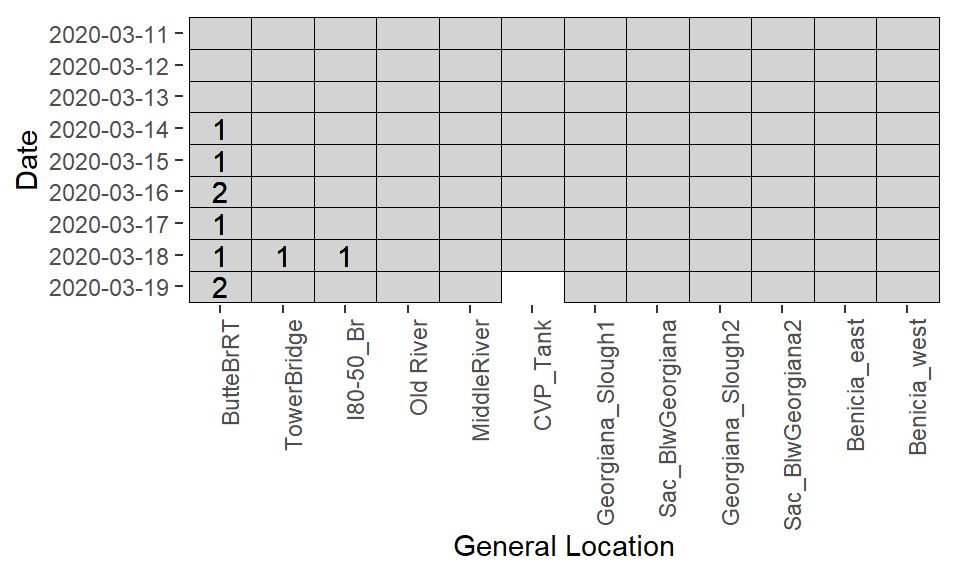 Date
2020-03-11
2020-03-12
2020-03-13
2020-03-14 1
2020-03-15 1
2020-03-16 2
2020-03-17 1
2020-03-18 1 1 1
2020-03-19 2
ButteBrRT
TowerBridge
I80-50_Br
Old River
MiddleRiver
CVP_Tank
Georgiana_Slough1
Sac_BlwGeorgiana
Georgiana_Slough2
Sac_BlwGeorgiana2
Benicia_east
Benicia_west
General Location